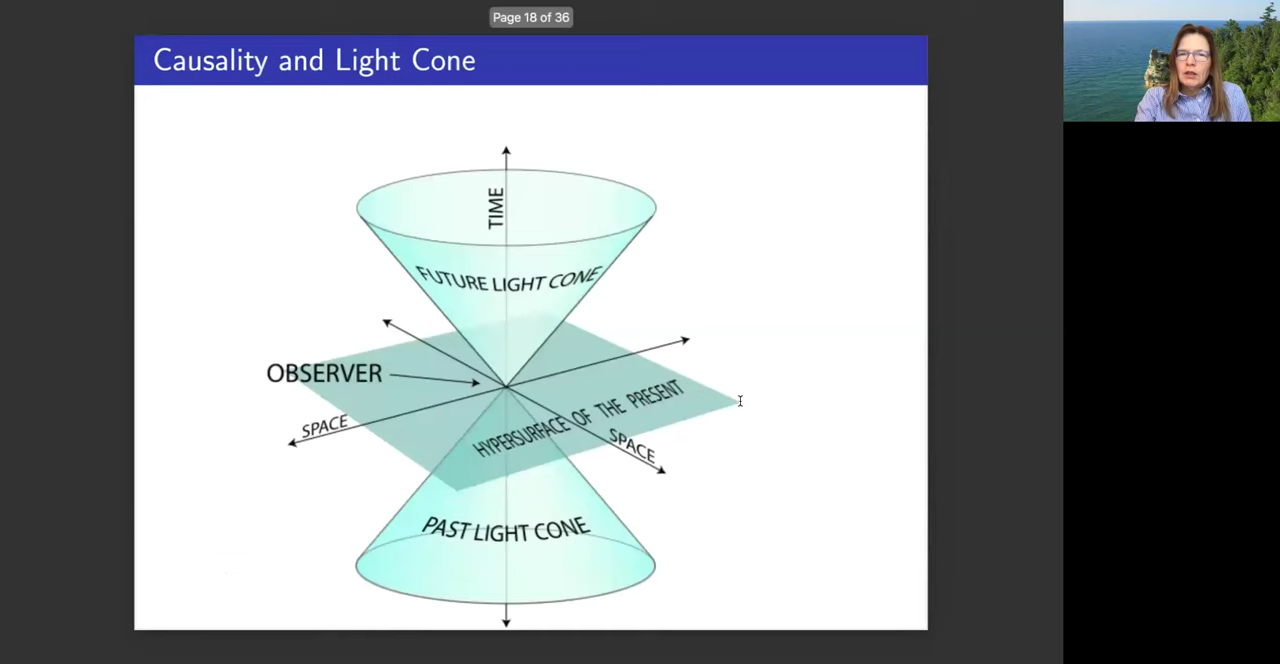 Page 18 of 36
Causality and Light Cone
TIME
FUTURE LIGHT CONE
OBSERVER
SPACE
HYPERSURFACE OF THE PRESENT
SPACE
PAST LIGHT CONE